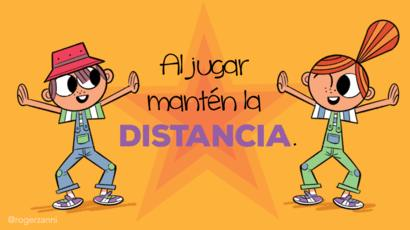 Al jugar
mantén la
DISTANCIA.
@rogerzanni